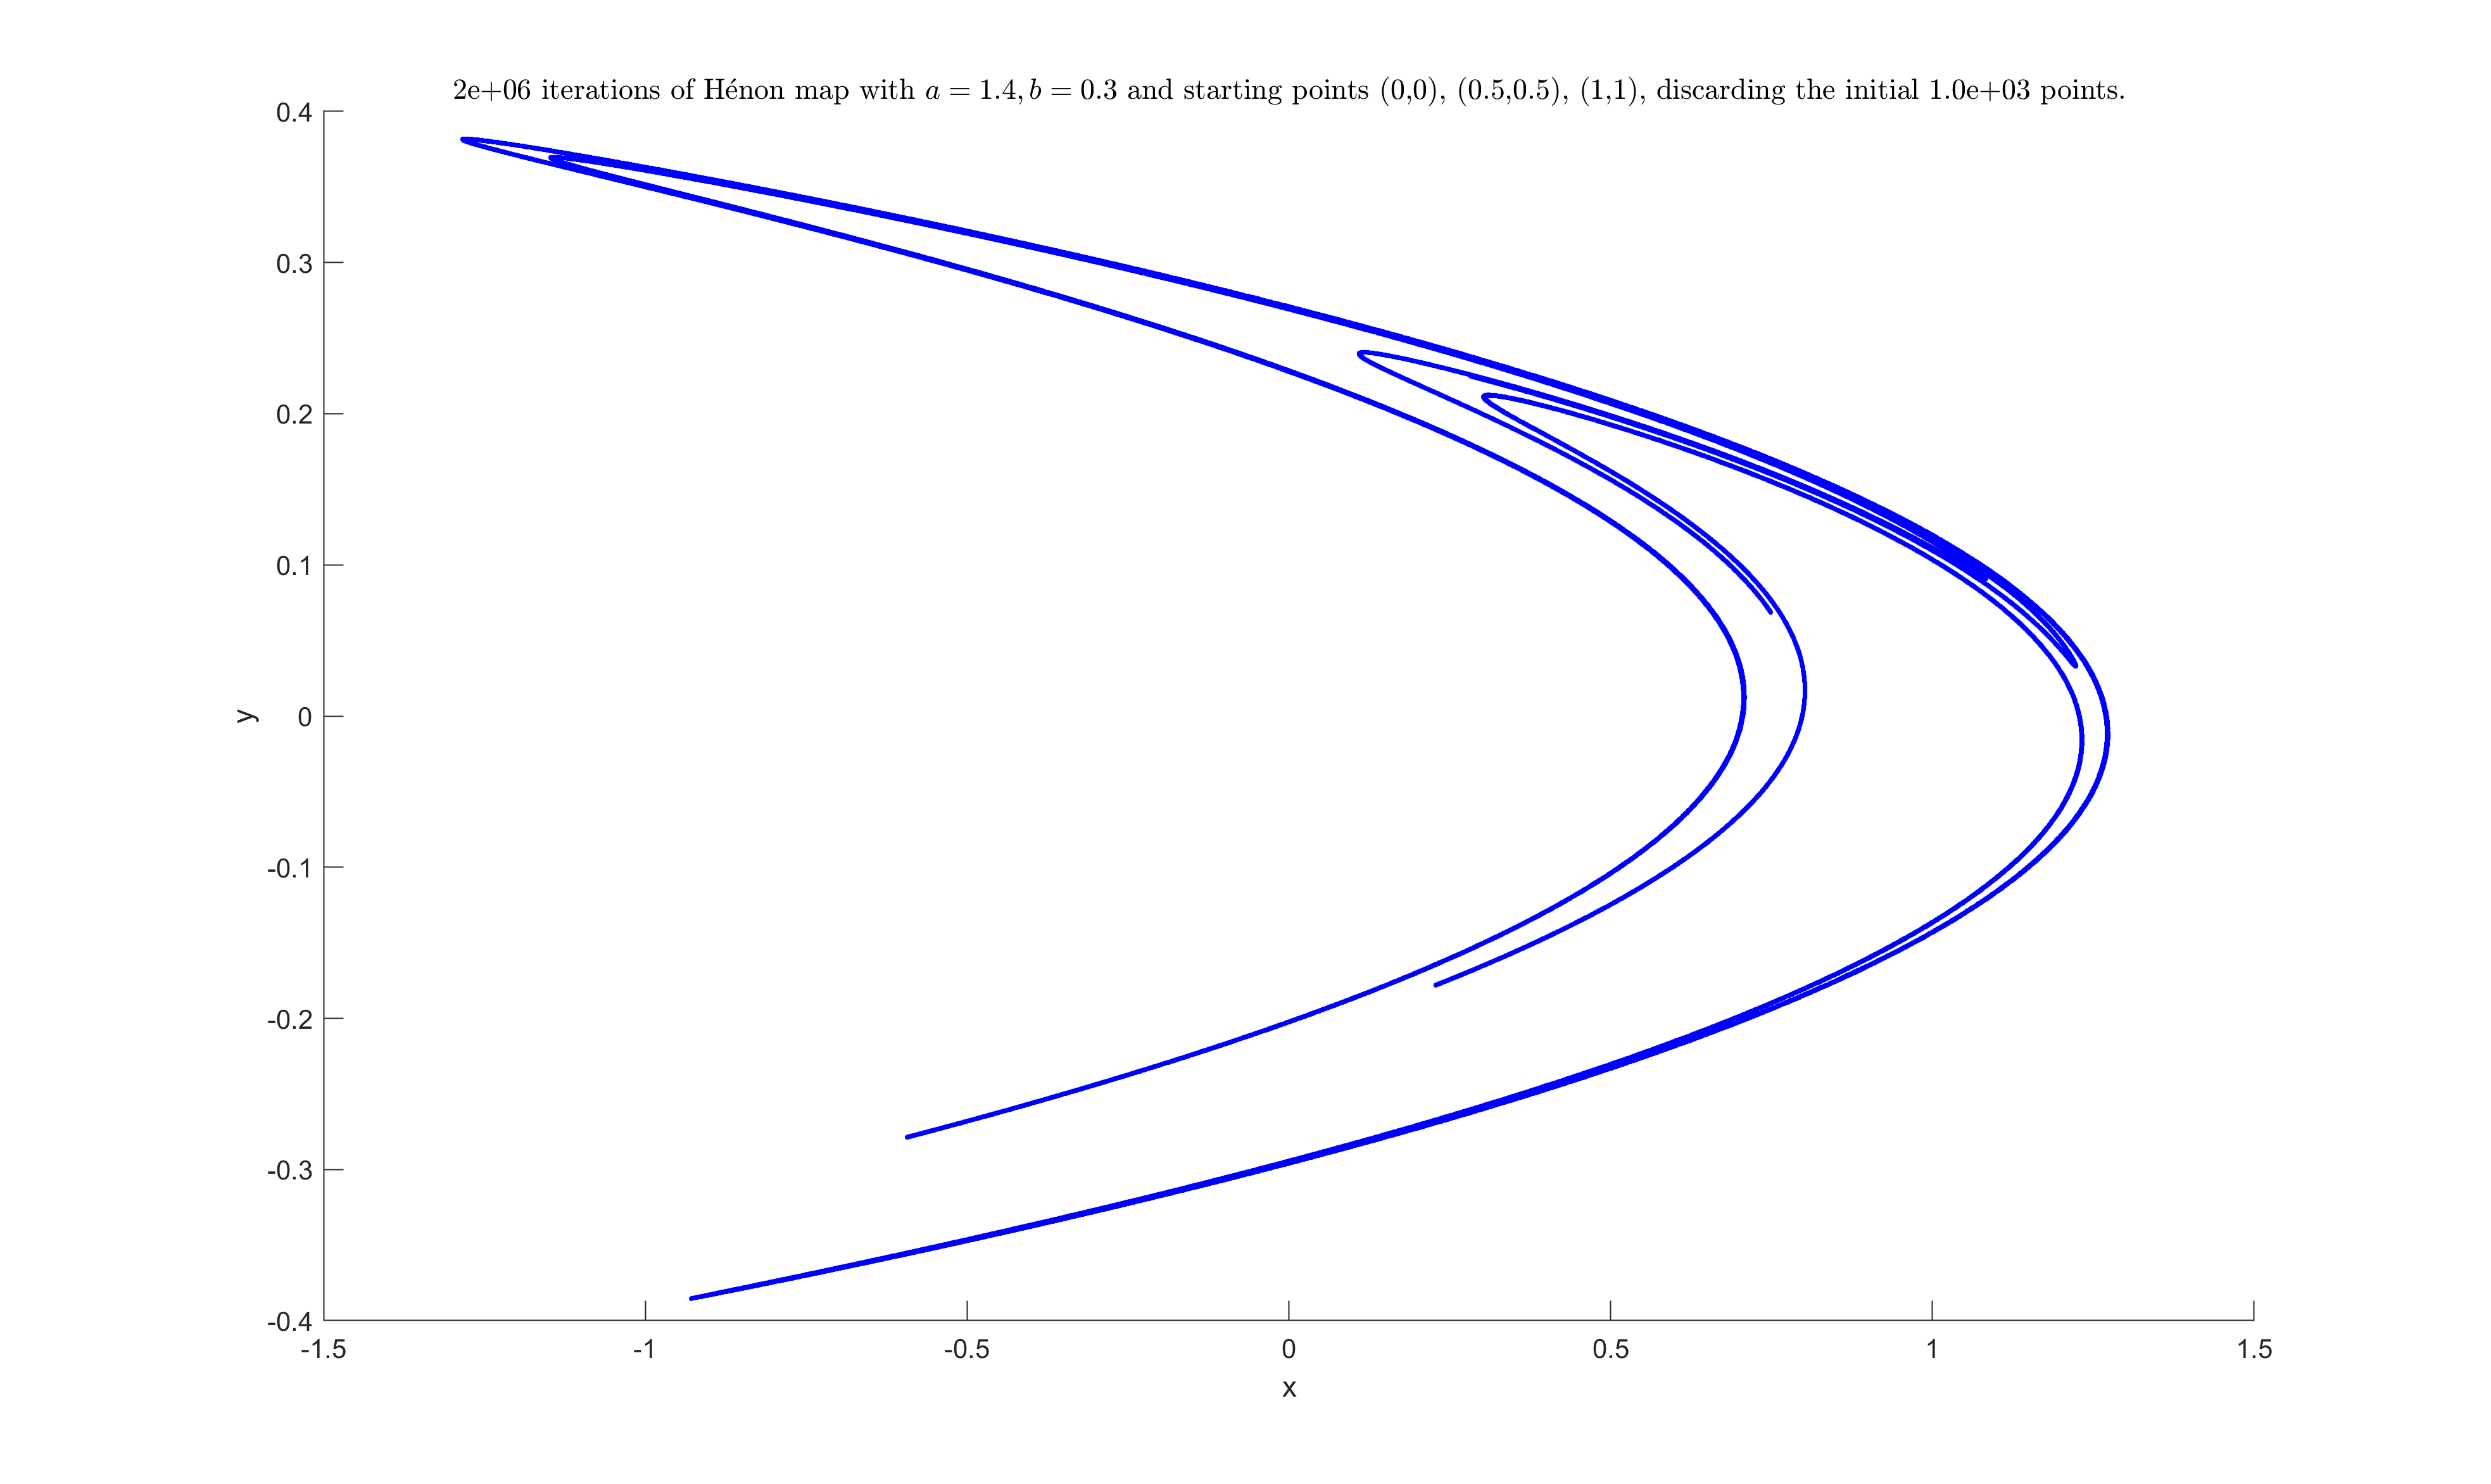 2e+06 iterations of Hénon map with a = 1.4, b = 0.3 and starting points (0,0), (0.5,0.5), (1,1), discarding the initial 1.0e+03 points.
0.4
0.3
0.2
0.1
0
-0.1
-0.2
-0.3
-0.4
y
-1.5 -1 -0.5 0 0.5 1 1.5
x